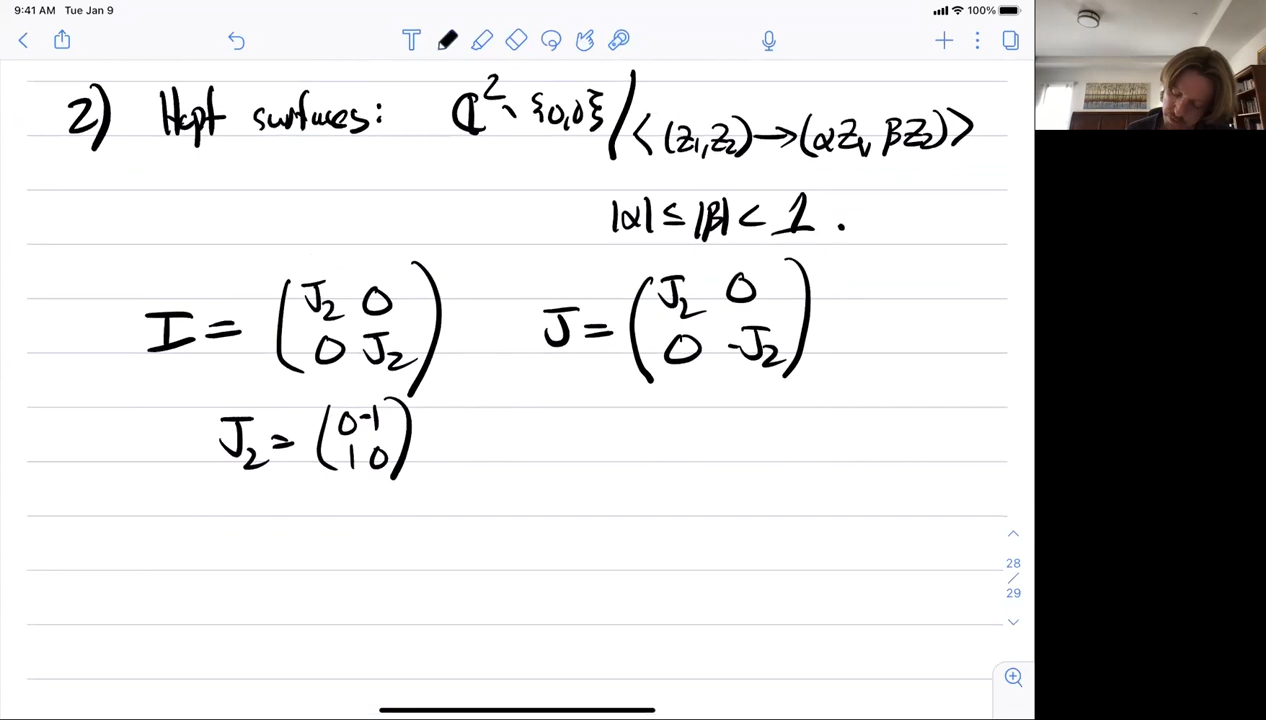 9:41 AM Tue Jan 9
100%
2) Hopf surfaces: ℂ² \ {0,0} / <(z₁,z₂) → (αz₁, βz₂)>
|α| ≤ |β| < 1.
I = (J₂ 0
0 J₂)
J = (J₂ 0
0 -J₂)
J₂ = (0 -1
1 0)
28
/
29